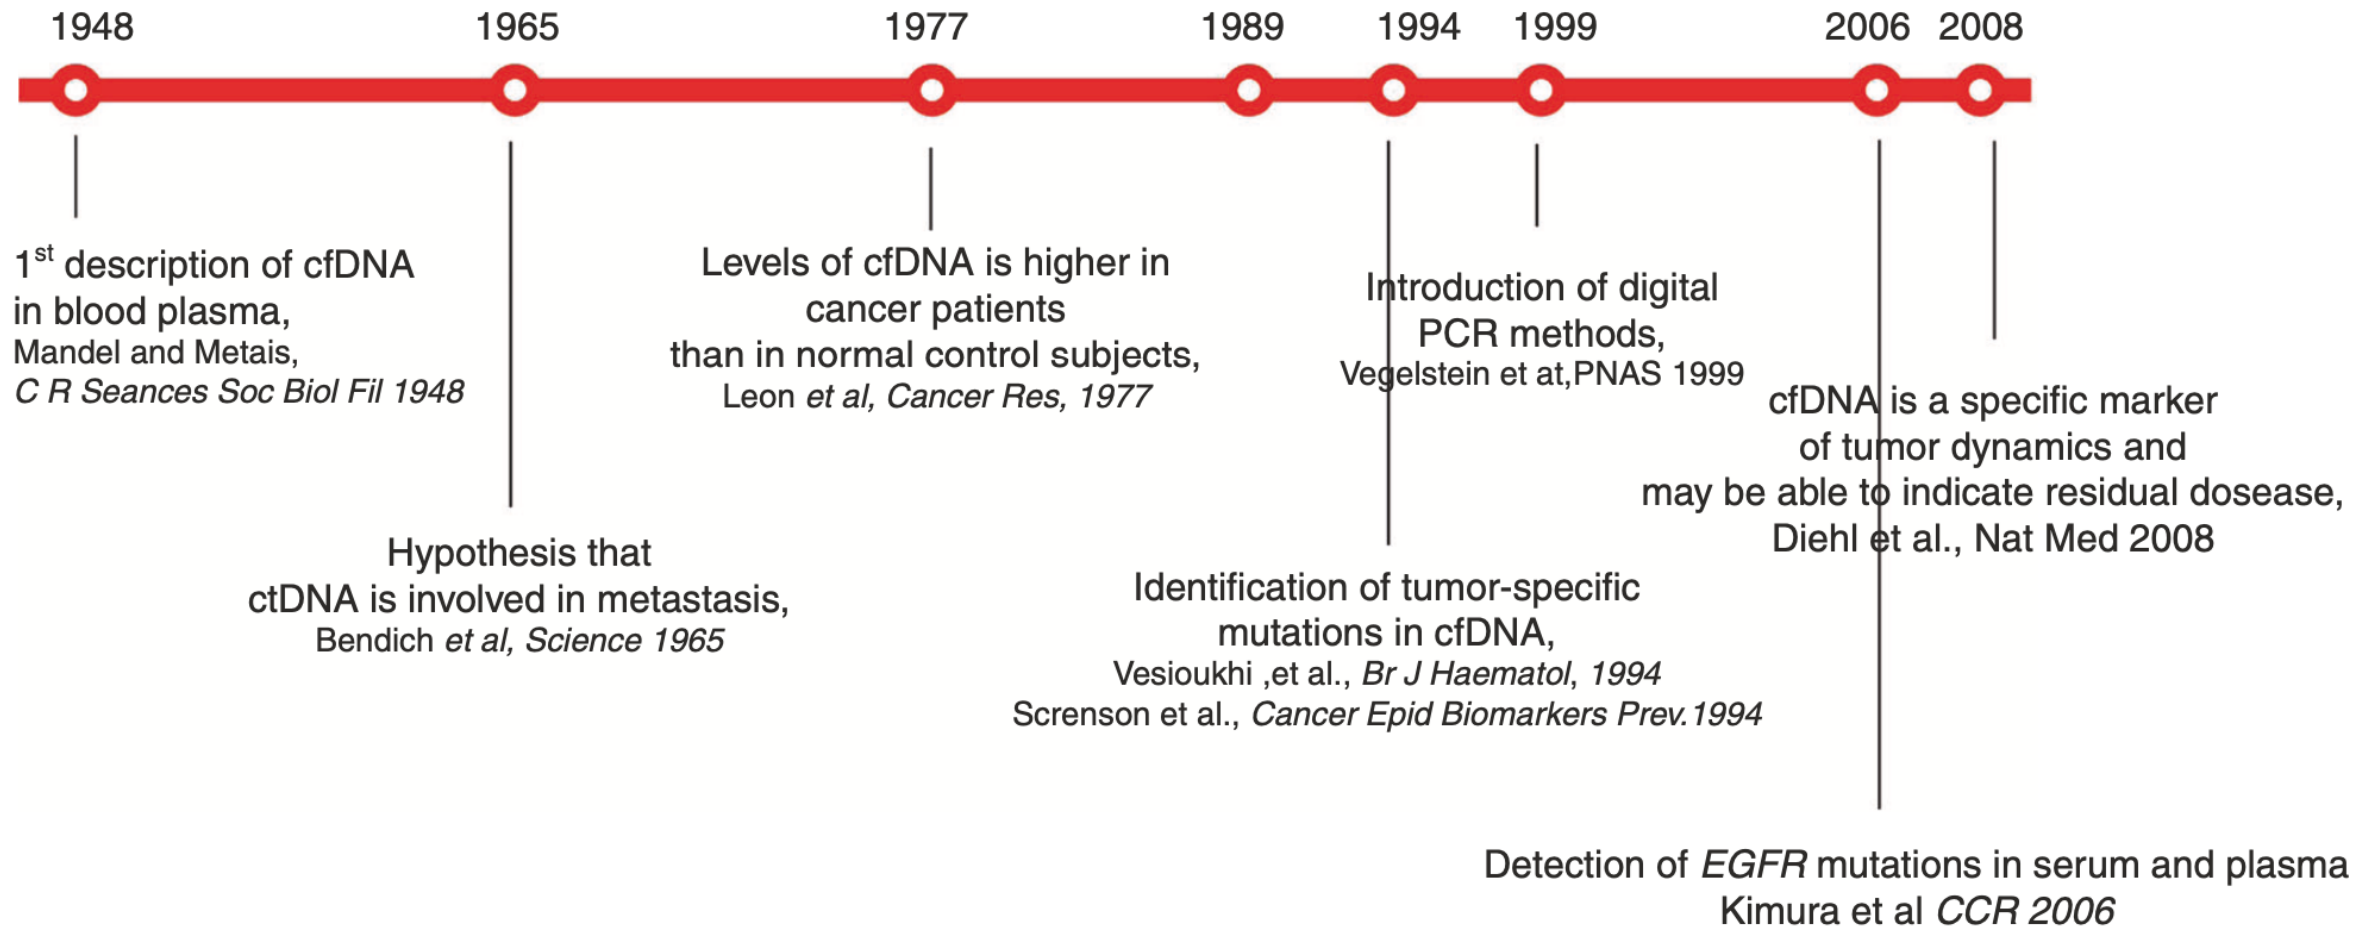 1948
1965
1977
1989
1994
1999
2006
2008
1st description of cfDNA
in blood plasma,
Mandel and Metais,
C R Seances Soc Biol Fil 1948
Hypothesis that
ctDNA is involved in metastasis,
Bendich et al, Science 1965
Levels of cfDNA is higher in
cancer patients
than in normal control subjects,
Leon et al, Cancer Res, 1977
Identification of tumor-specific
mutations in cfDNA,
Vesioukhi ,et al., Br J Haematol, 1994
Screnson et al., Cancer Epid Biomarkers Prev.1994
Introduction of digital
PCR methods,
Vegelstein et at,PNAS 1999
Detection of EGFR mutations in serum and plasma
Kimura et al CCR 2006
cfDNA is a specific marker
of tumor dynamics and
may be able to indicate residual dosease,
Diehl et al., Nat Med 2008